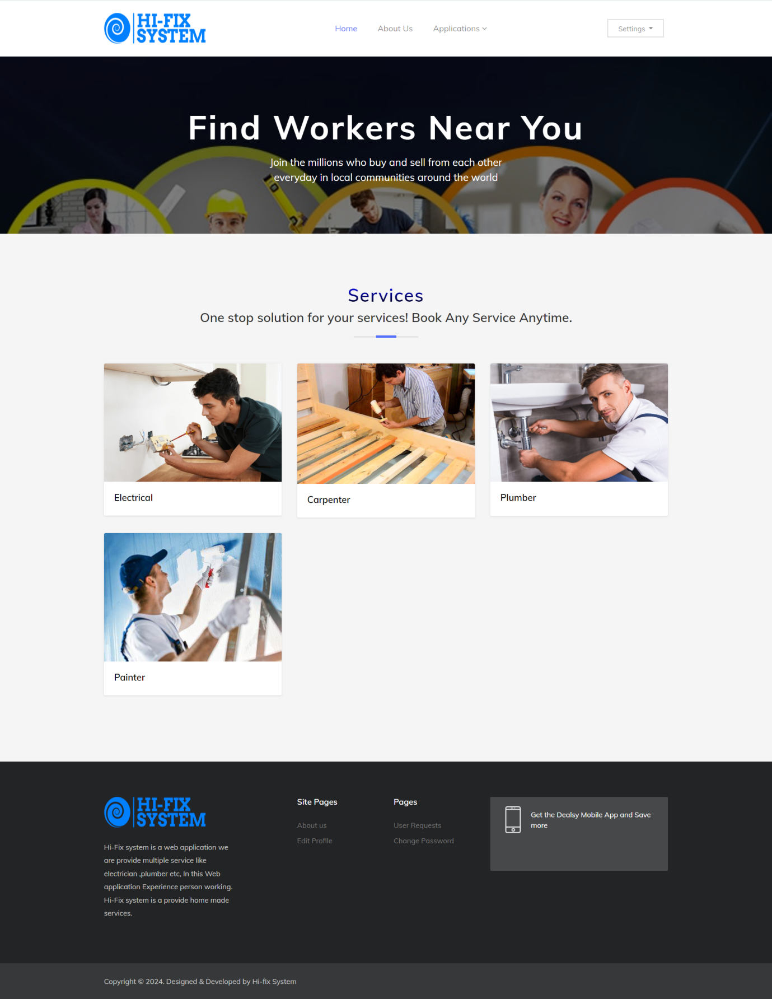 HI-FIX
SYSTEM
Home
About Us
Applications
Settings
Find Workers Near You
Join the millions who buy and sell from each other
everyday in local communities around the world
Services
One stop solution for your services! Book Any Service Anytime.
Electrical
Carpenter
Plumber
Painter
HI-FIX
SYSTEM
Hi-Fix system is a web application we
are provide multiple service like
electrician ,plumber etc, In this Web
application Experience person working.
Hi-Fix system is a provide home made
services.
Site Pages
About us
Edit Profile
Pages
User Requests
Change Password
Get the Dealsy Mobile App and Save
more
Copyright © 2024. Designed & Developed by Hi-fix System